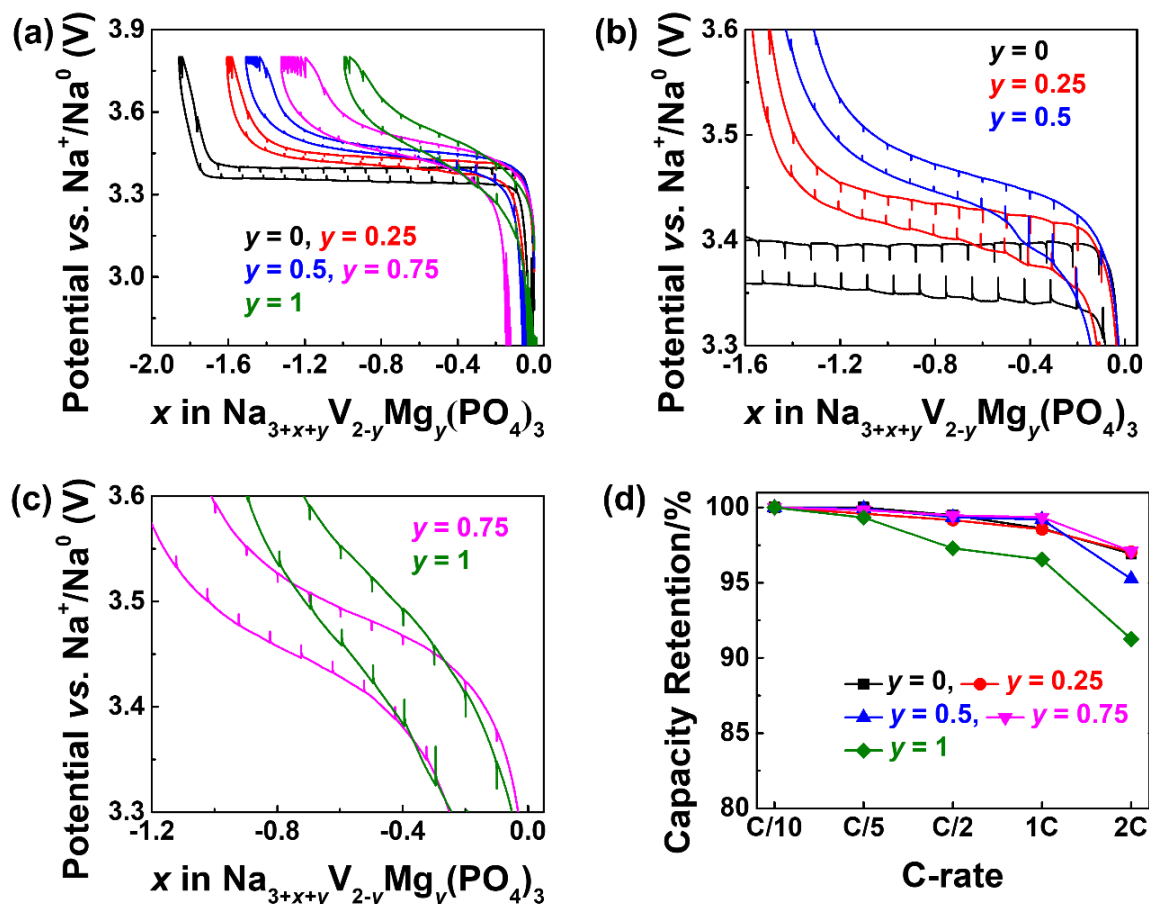 (a)
Potential vs. Na⁺/Na⁰ (V)
3.9
3.6
3.3
3.0
y = 0, y = 0.25
y = 0.5, y = 0.75
y = 1
-2.0 -1.6 -1.2 -0.8 -0.4 0.0
x in Na₃₊ₓ₊yV₂₋yMgy(PO₄)₃
(b)
Potential vs. Na⁺/Na⁰ (V)
3.6
3.5
3.4
3.3
y = 0
y = 0.25
y = 0.5
-1.6 -1.2 -0.8 -0.4 0.0
x in Na₃₊ₓ₊yV₂₋yMgy(PO₄)₃
(c)
Potential vs. Na⁺/Na⁰ (V)
3.6
3.5
3.4
3.3
y = 0.75
y = 1
-1.2 -0.8 -0.4 0.0
x in Na₃₊ₓ₊yV₂₋yMgy(PO₄)₃
(d)
Capacity Retention/%
100
95
90
85
80
y = 0, y = 0.25
y = 0.5, y = 0.75
y = 1
C/10 C/5 C/2 1C 2C
C-rate